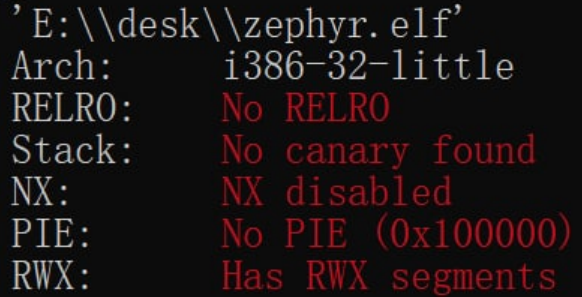 'E:\\desk\\zephyr.elf'
Arch: i386-32-little
RELRO: No RELRO
Stack: No canary found
NX: NX disabled
PIE: No PIE (0x100000)
RWX: Has RWX segments